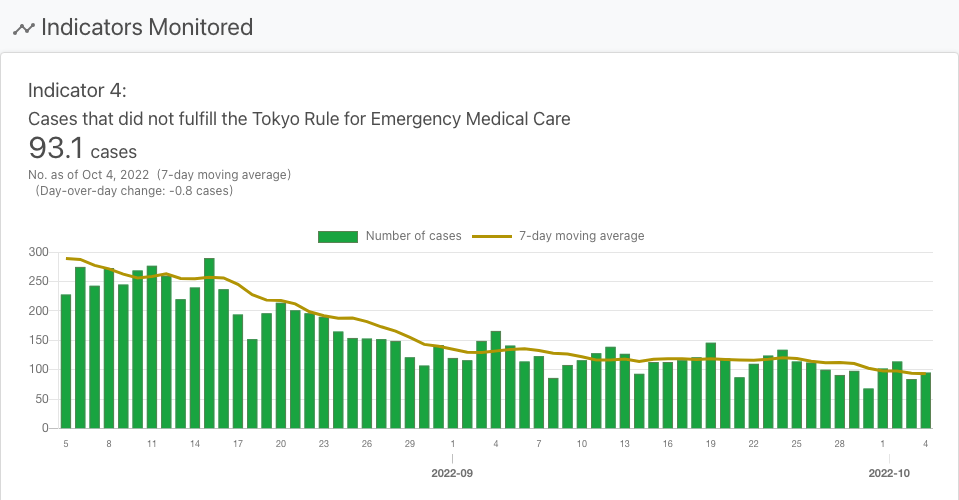 Indicators Monitored
Indicator 4:
Cases that did not fulfill the Tokyo Rule for Emergency Medical Care
93.1 cases
No. as of Oct 4, 2022 (7-day moving average)
(Day-over-day change: -0.8 cases)
Number of cases 7-day moving average
300
250
200
150
100
50
0
5 8 11 14 17 20 23 26 29 1 4 7 10 13 16 19 22 25 28 1 4
2022-09 2022-10